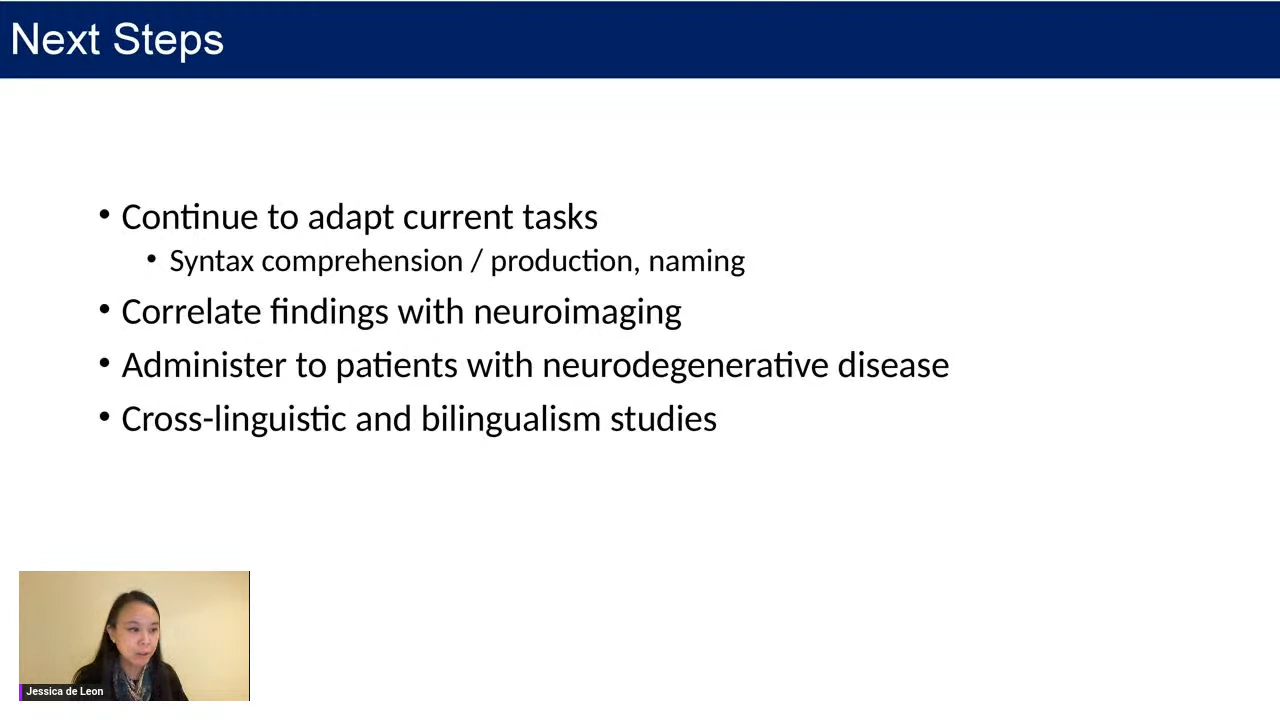 Next Steps
• Continue to adapt current tasks
• Syntax comprehension / production, naming
• Correlate findings with neuroimaging
• Administer to patients with neurodegenerative disease
• Cross-linguistic and bilingualism studies
Jessica de Leon